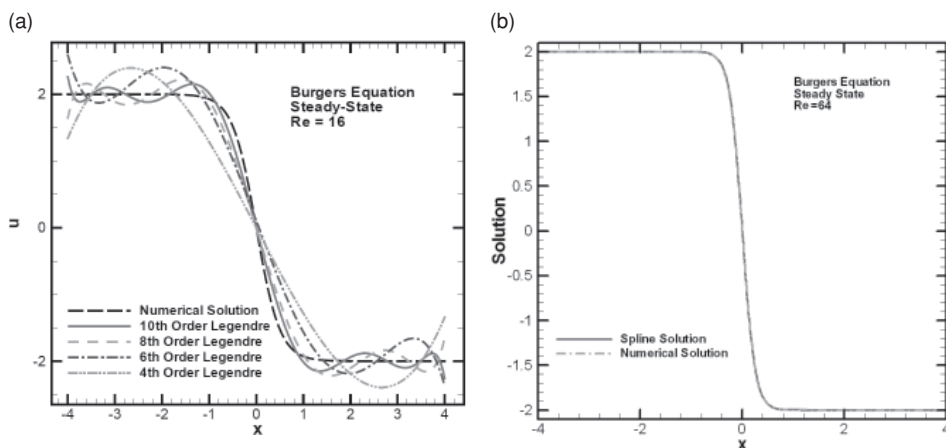 (a)
2
0
-2
u
Burgers Equation
Steady-State
Re = 16
Numerical Solution
10th Order Legendre
8th Order Legendre
6th Order Legendre
4th Order Legendre
-4 -3 -2 -1 0 1 2 3 4
x
(b)
2
1.5
1
0.5
0
-0.5
-1
-1.5
-2
Solution
Burgers Equation
Steady State
Re=64
Spline Solution
Numerical Solution
-4 -2 0 2 4
x